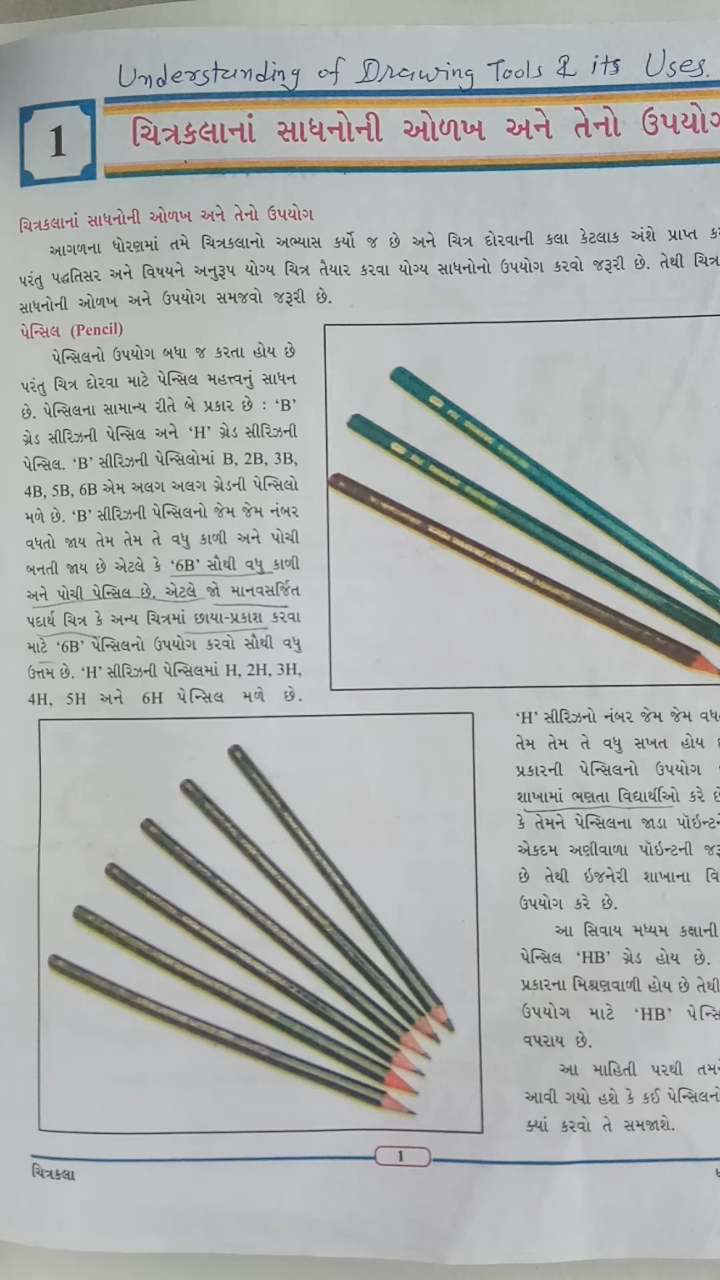 Understanding of Drawing Tools & its Uses.
1
ચિત્રકલાનાં સાધનોની ઓળખ અને તેનો ઉપયોગ
ચિત્રકલાનાં સાધનોની ઓળખ અને તેનો ઉપયોગ
આગળના ધોરણમાં તમે ચિત્રકલાનો અભ્યાસ કર્યો જ છે અને ચિત્ર દોરવાની કલા કેટલાક અંશે પ્રાપ્ત
પરંતુ પદ્ધતિસર અને વિષયને અનુરૂપ યોગ્ય ચિત્ર તૈયાર કરવા યોગ્ય સાધનોનો ઉપયોગ કરવો જરૂરી છે. તેથી ચિત્ર
સાધનોની ઓળખ અને ઉપયોગ સમજવો જરૂરી છે.
પેન્સિલ (Pencil)
પેન્સિલનો ઉપયોગ બધા જ કરતા હોય છે
પરંતુ ચિત્ર દોરવા માટે પેન્સિલ મહત્ત્વનું સાધન
છે. પેન્સિલના સામાન્ય રીતે બે પ્રકાર છે : ‘B’
ગ્રેડ સીરિઝની પેન્સિલ અને ‘H’ ગ્રેડ સીરિઝની
પેન્સિલ. ‘B’ સીરિઝની પેન્સિલોમાં B, 2B, 3B,
4B, 5B, 6B એમ અલગ અલગ ગ્રેડની પેન્સિલો
મળે છે. ‘B’ સીરિઝની પેન્સિલનો જેમ જેમ નંબર
વધતો જાય તેમ તેમ તે વધુ કાળી અને પોચી
બનતી જાય છે એટલે કે ‘6B’ સૌથી વધુ કાળી
અને પોચી પેન્સિલ છે. એટલે જો માનવસર્જિત
પદાર્થ ચિત્ર કે અન્ય ચિત્રમાં છાયા-પ્રકાશ કરવા
માટે ‘6B’ પેન્સિલનો ઉપયોગ કરવો સૌથી વધુ
ઉત્તમ છે. ‘H’ સીરિઝની પેન્સિલમાં H, 2H, 3H,
4H, 5H અને 6H પેન્સિલ મળે છે.
‘H’ સીરિઝનો નંબર જેમ જેમ
તેમ તેમ તે વધુ સખત હોય
પ્રકારની પેન્સિલનો ઉપયોગ
શાખામાં ભણતા વિદ્યાર્થીઓ કરે છે
કે તેમને પેન્સિલના જાડા પૉઇન્ટ
એકદમ અણીવાળા પૉઇન્ટની
છે તેથી ઇજનેરી શાખાના
ઉપયોગ કરે છે.
આ સિવાય મધ્યમ કક્ષાની
પેન્સિલ ‘HB’ ગ્રેડ હોય છે.
પ્રકારના મિશ્રણવાળી હોય છે તેથી
ઉપયોગ માટે ‘HB’
વપરાય છે.
આ માહિતી પરથી
આવી ગયો હશે કે કઈ પેન્સિલનો
ક્યાં કરવો તે સમજાશે.
ચિત્રકલા
1